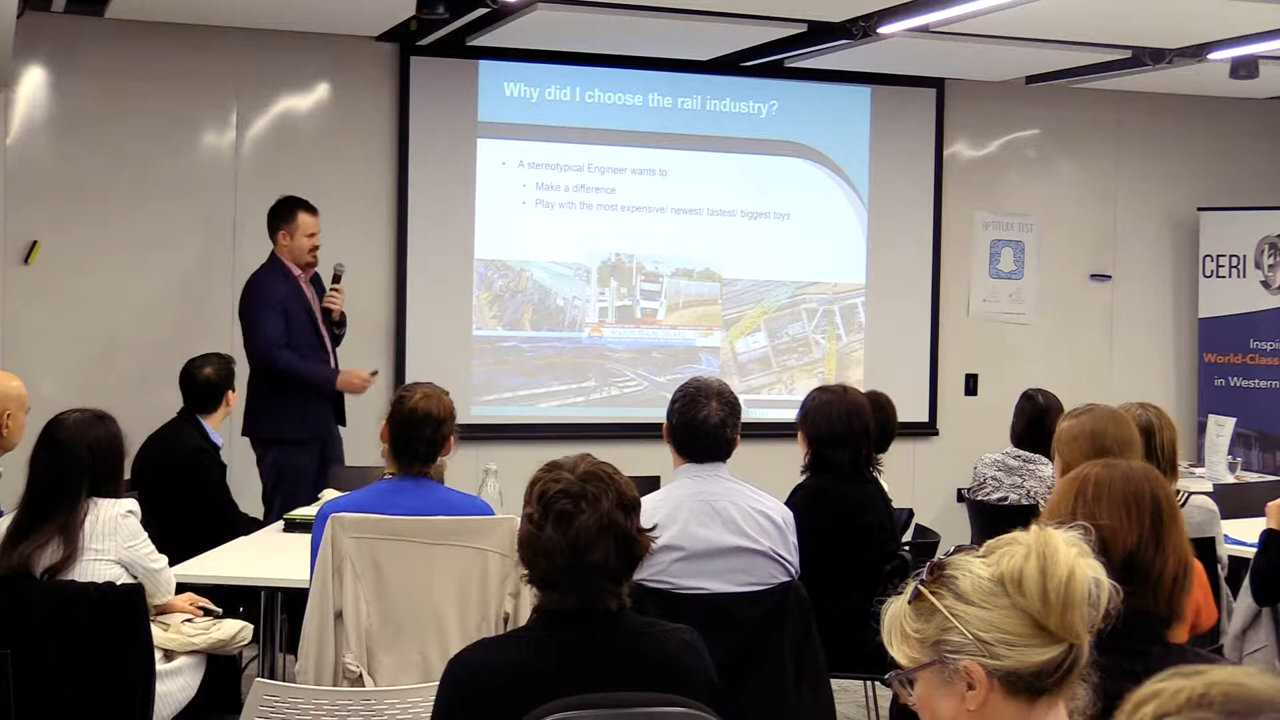 Why did I choose the rail industry?
• A stereotypical Engineer wants to:
• Make a difference
• Play with the most expensive/ newest/ fastest/ biggest toys
APTITUDE TEST
CERI
Inspi
World-Class
in Western